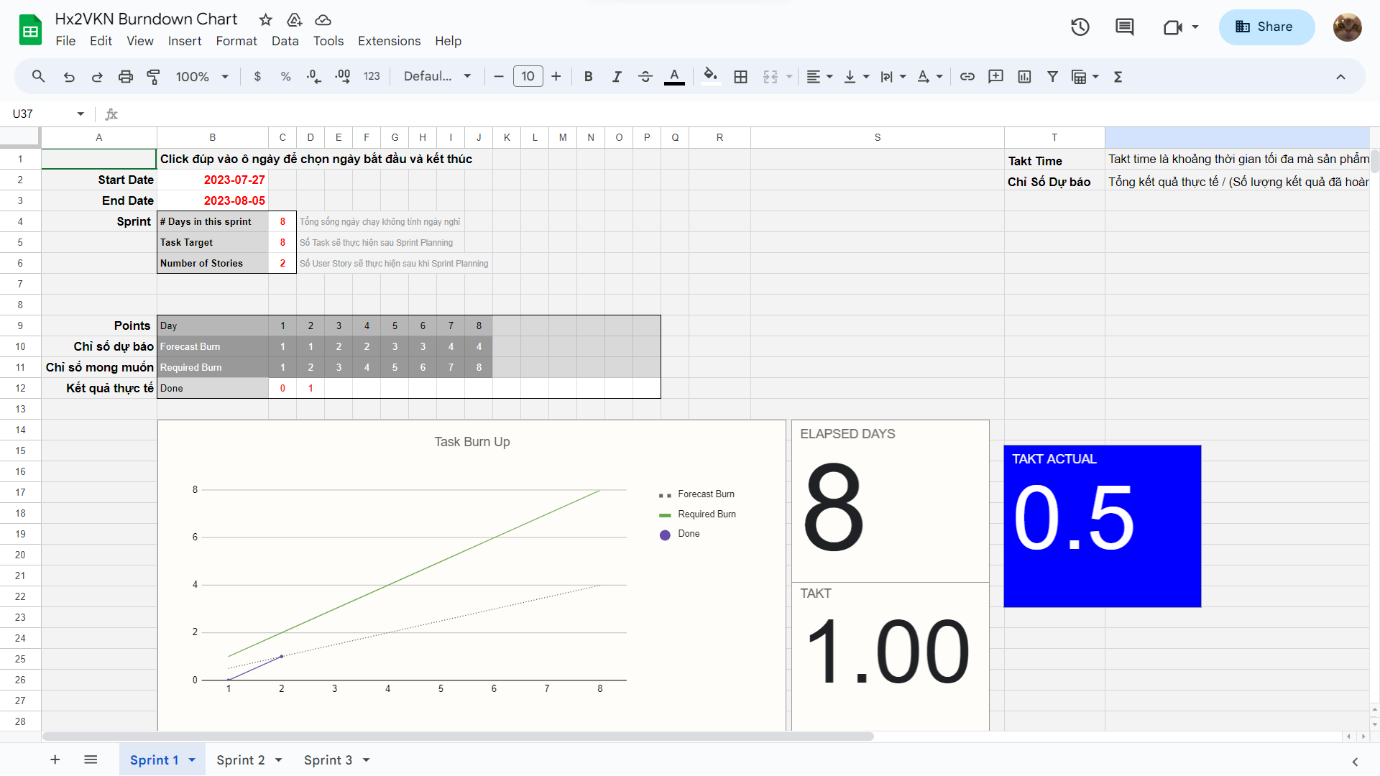 Hx2VKN Burndown Chart
File Edit View Insert Format Data Tools Extensions Help
Share
100% $ % .0 .00 123 Defaul... 10 B I S A Σ
U37 fx
A B C D E F G H I J K L M N O P Q R S T
1 Click đúp vào ô ngày để chọn ngày bắt đầu và kết thúc Takt Time Takt time là khoảng thời gian tối đa mà sản phẩm
2 Start Date 2023-07-27 Chỉ Số Dự báo Tổng kết quả thực tế / (Số lượng kết quả đã hoàn
3 End Date 2023-08-05
4 Sprint # Days in this sprint 8 Tổng sống ngày chạy không tính ngày nghỉ
5 Task Target 8 Số Task sẽ thực hiện sau Sprint Planning
6 Number of Stories 2 Số User Story sẽ thực hiện sau khi Sprint Planning
7
8
9 Points Day 1 2 3 4 5 6 7 8
10 Chỉ số dự báo Forecast Burn 1 1 2 2 3 3 4 4
11 Chỉ số mong muốn Required Burn 1 2 3 4 5 6 7 8
12 Kết quả thực tế Done 0 1
13
14
15
16
17
18
19
20
21
22
23
24
25
26
27
28
Task Burn Up
8
6
4
2
0
1 2 3 4 5 6 7 8
Forecast Burn
Required Burn
Done
ELAPSED DAYS
8
TAKT
1.00
TAKT ACTUAL
0.5
Sprint 1 Sprint 2 Sprint 3